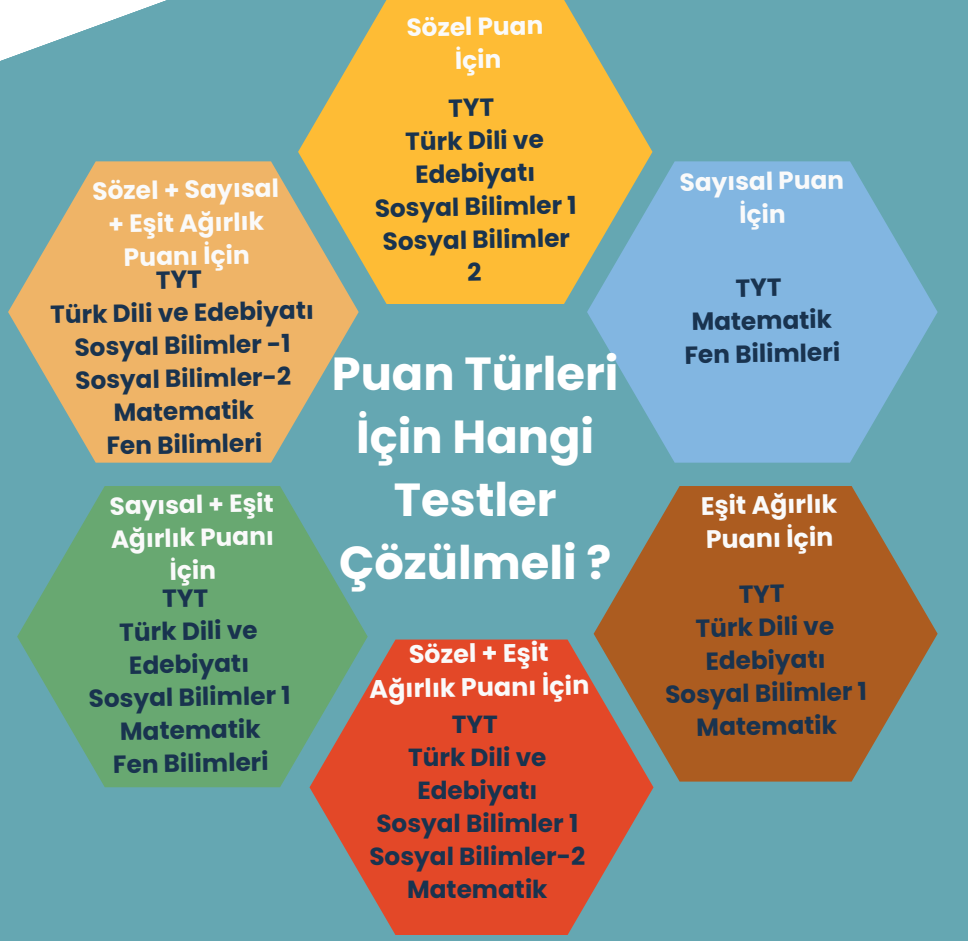 Puan Türleri
İçin Hangi
Testler
Çözülmeli ?
Sözel Puan
İçin
TYT
Türk Dili ve
Edebiyatı
Sosyal Bilimler 1
Sosyal Bilimler
2
Sayısal Puan
İçin
TYT
Matematik
Fen Bilimleri
Eşit Ağırlık
Puanı İçin
TYT
Türk Dili ve
Edebiyatı
Sosyal Bilimler 1
Matematik
Sözel + Eşit
Ağırlık Puanı İçin
TYT
Türk Dili ve
Edebiyatı
Sosyal Bilimler 1
Sosyal Bilimler-2
Matematik
Sayısal + Eşit
Ağırlık Puanı
İçin
TYT
Türk Dili ve
Edebiyatı
Sosyal Bilimler 1
Matematik
Fen Bilimleri
Sözel + Sayısal
+ Eşit Ağırlık
Puanı İçin
TYT
Türk Dili ve Edebiyatı
Sosyal Bilimler -1
Sosyal Bilimler-2
Matematik
Fen Bilimleri